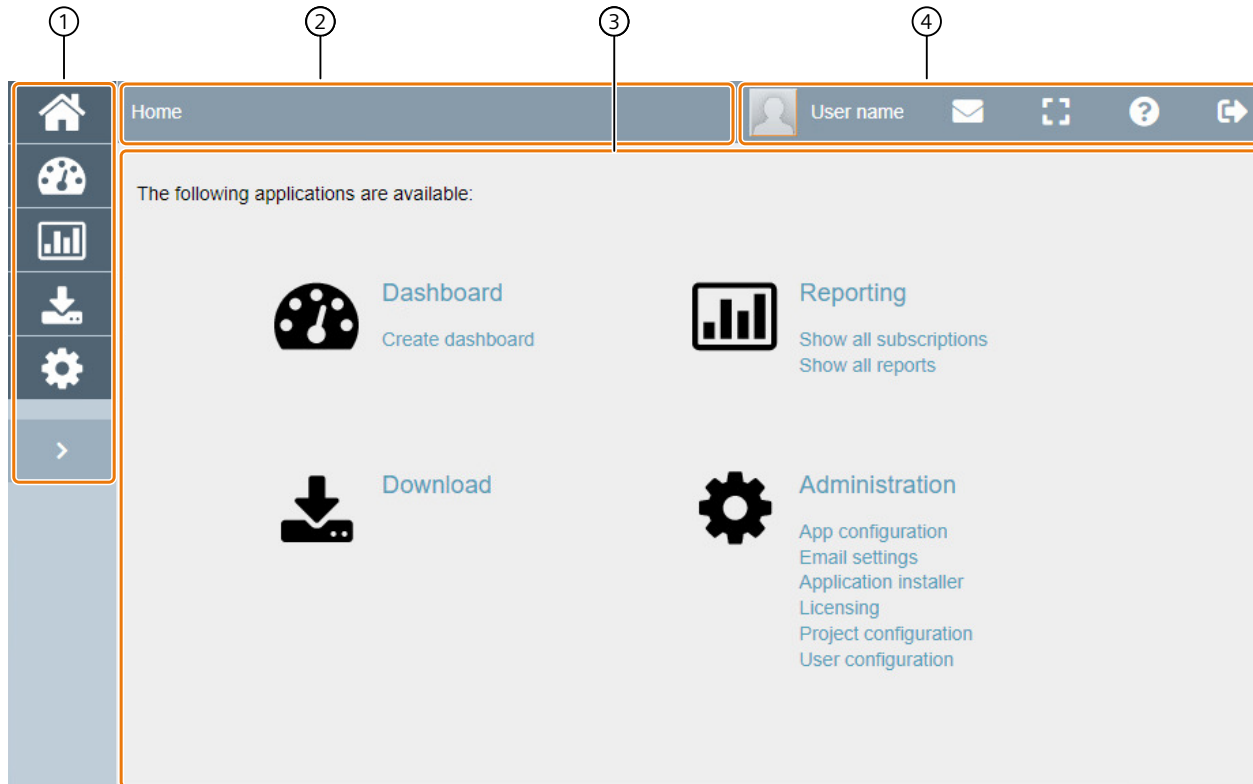 1
2
3
4
Home
User name
The following applications are available:
Dashboard
Create dashboard
Reporting
Show all subscriptions
Show all reports
Download
Administration
App configuration
Email settings
Application installer
Licensing
Project configuration
User configuration